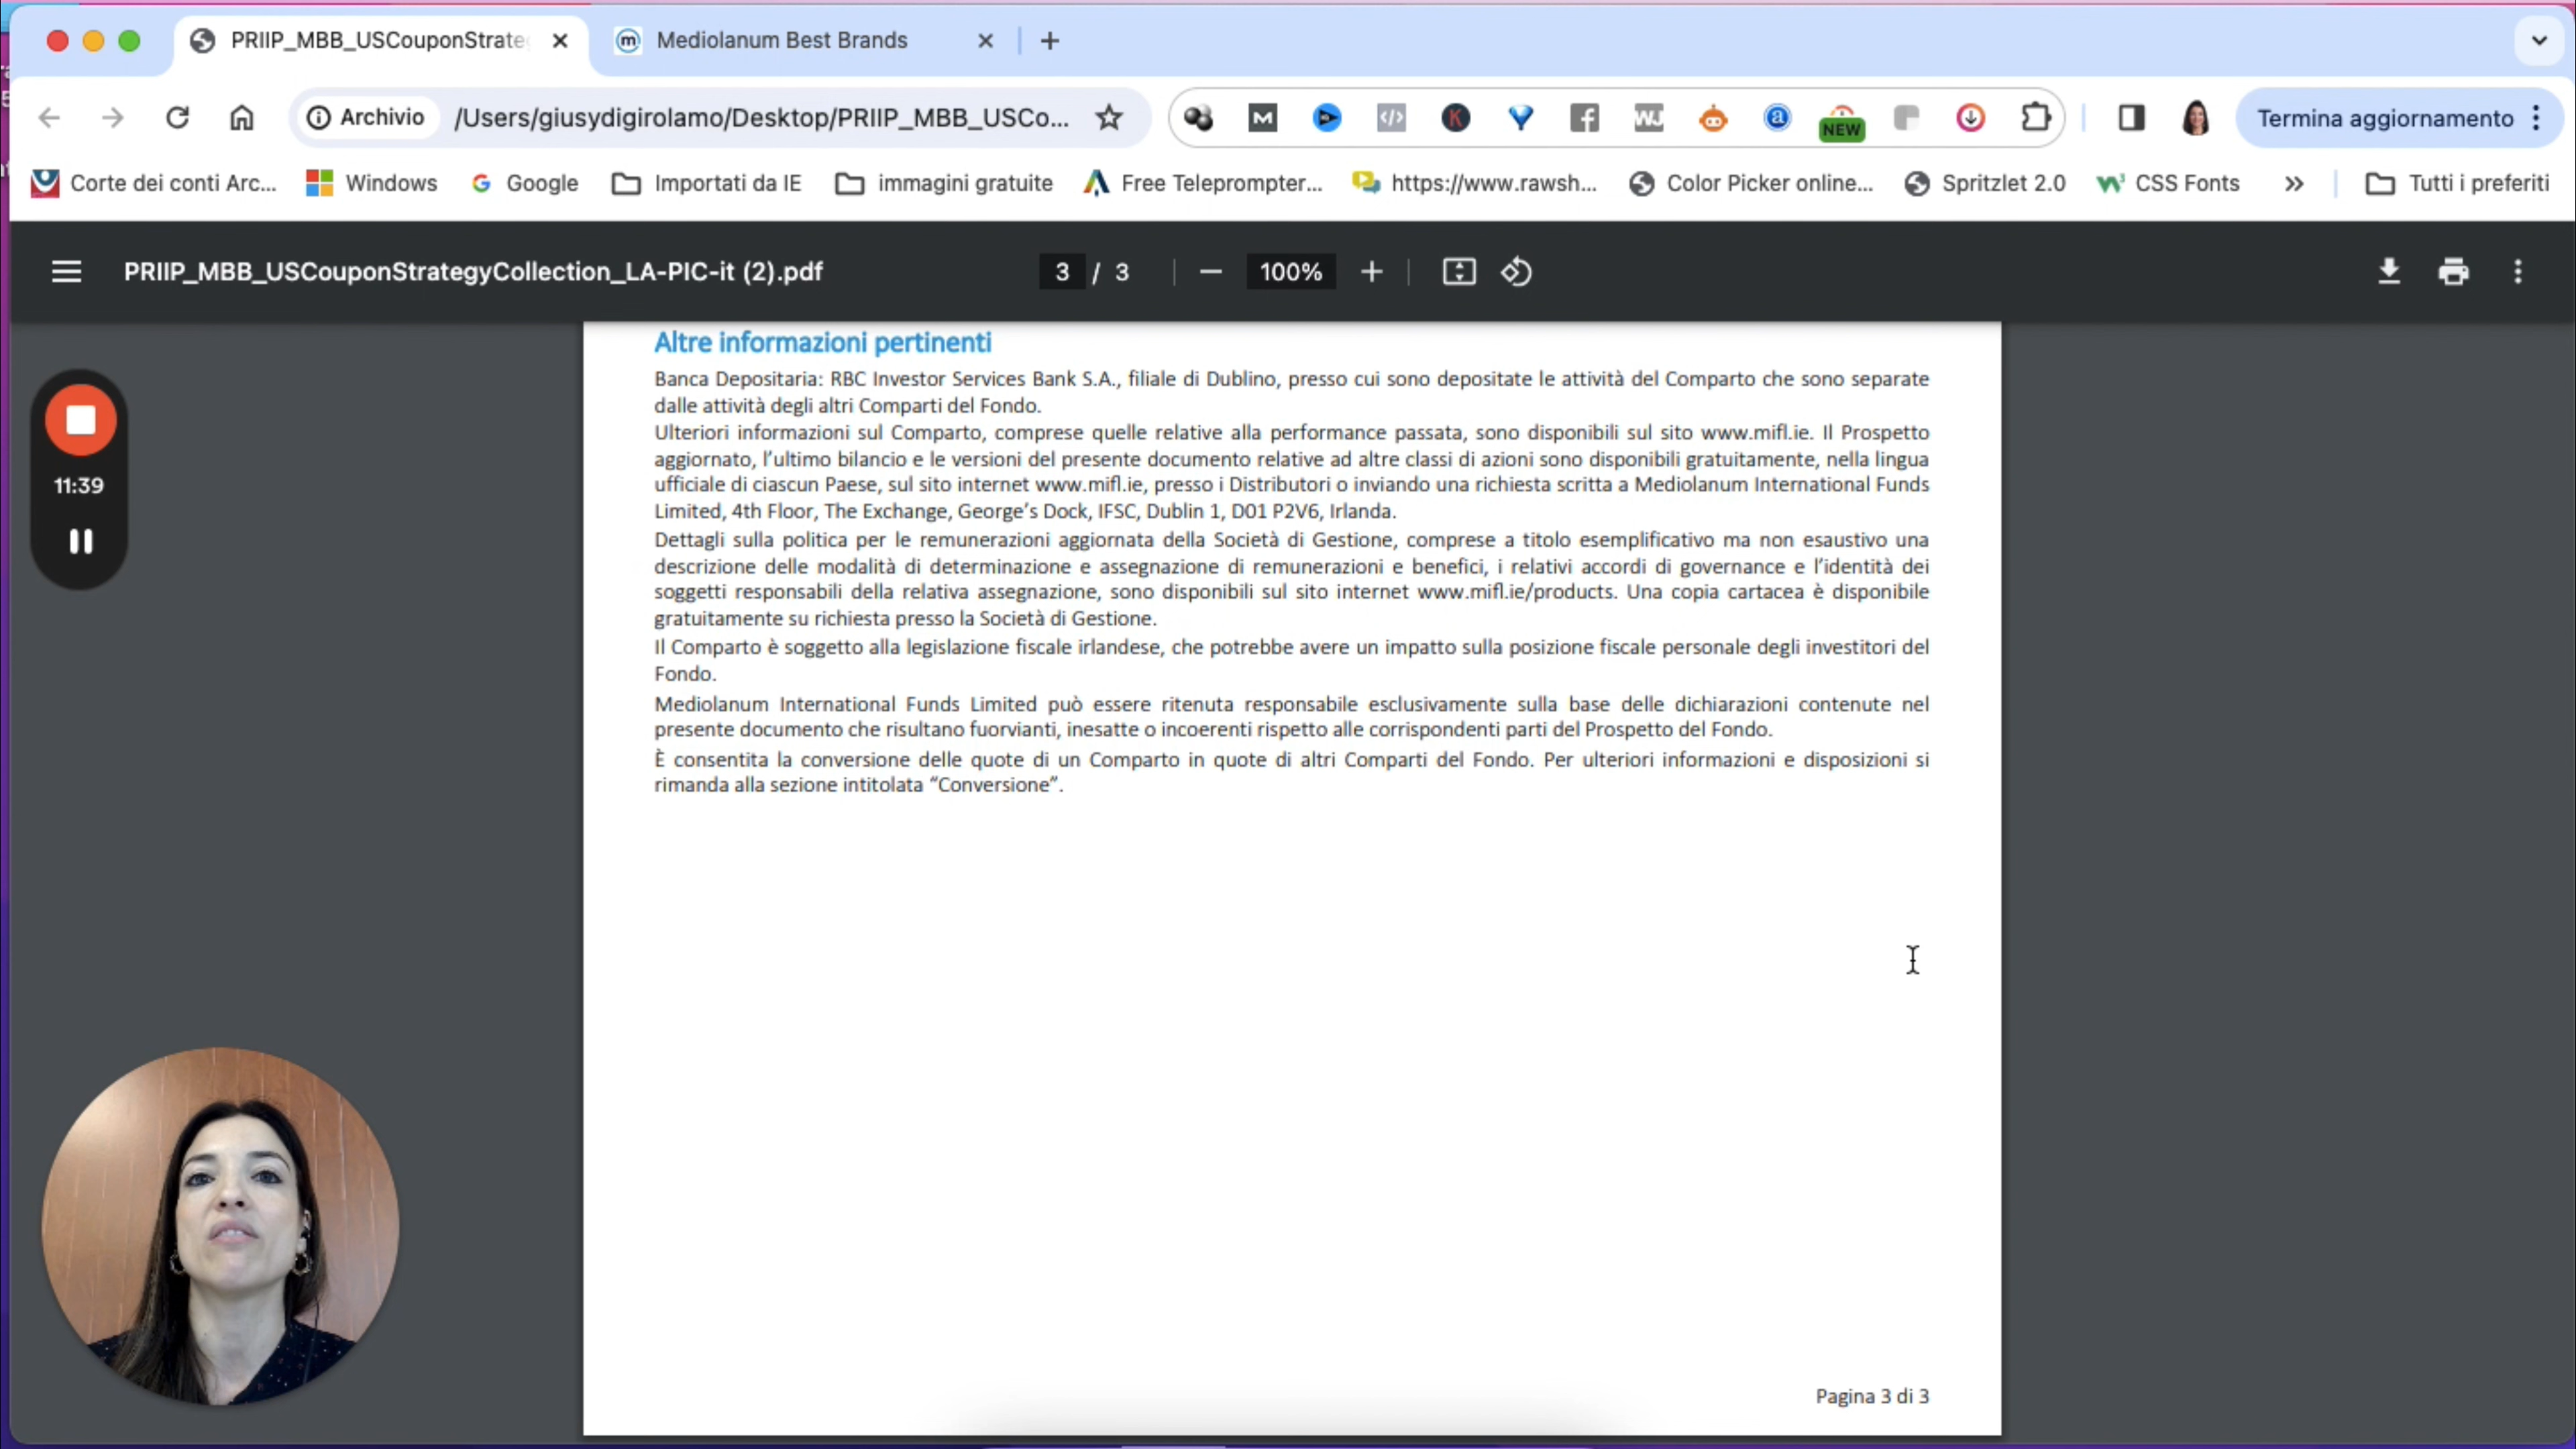 PRIIP_MBB_USCouponStrate
Mediolanum Best Brands
Archivio
/Users/giusydigirolamo/Desktop/PRIIP_MBB_USCo...
NEW
Termina aggiornamento
Corte dei conti Arc...
Windows
Google
Importati da IE
immagini gratuite
Free Teleprompter...
https://www.rawsh...
Color Picker online...
Spritzlet 2.0
CSS Fonts
Tutti i preferiti
PRIIP_MBB_USCouponStrategyCollection_LA-PIC-it (2).pdf
3 / 3
100%
11:39
Altre informazioni pertinenti
Banca Depositaria: RBC Investor Services Bank S.A., filiale di Dublino, presso cui sono depositate le attività del Comparto che sono separate
dalle attività degli altri Comparti del Fondo.
Ulteriori informazioni sul Comparto, comprese quelle relative alla performance passata, sono disponibili sul sito www.mifl.ie. Il Prospetto
aggiornato, l’ultimo bilancio e le versioni del presente documento relative ad altre classi di azioni sono disponibili gratuitamente, nella lingua
ufficiale di ciascun Paese, sul sito internet www.mifl.ie, presso i Distributori o inviando una richiesta scritta a Mediolanum International Funds
Limited, 4th Floor, The Exchange, George’s Dock, IFSC, Dublin 1, D01 P2V6, Irlanda.
Dettagli sulla politica per le remunerazioni aggiornata della Società di Gestione, comprese a titolo esemplificativo ma non esaustivo una
descrizione delle modalità di determinazione e assegnazione di remunerazioni e benefici, i relativi accordi di governance e l’identità dei
soggetti responsabili della relativa assegnazione, sono disponibili sul sito internet www.mifl.ie/products. Una copia cartacea è disponibile
gratuitamente su richiesta presso la Società di Gestione.
Il Comparto è soggetto alla legislazione fiscale irlandese, che potrebbe avere un impatto sulla posizione fiscale personale degli investitori del
Fondo.
Mediolanum International Funds Limited può essere ritenuta responsabile esclusivamente sulla base delle dichiarazioni contenute nel
presente documento che risultano fuorvianti, inesatte o incoerenti rispetto alle corrispondenti parti del Prospetto del Fondo.
È consentita la conversione delle quote di un Comparto in quote di altri Comparti del Fondo. Per ulteriori informazioni e disposizioni si
rimanda alla sezione intitolata “Conversione”.
Pagina 3 di 3